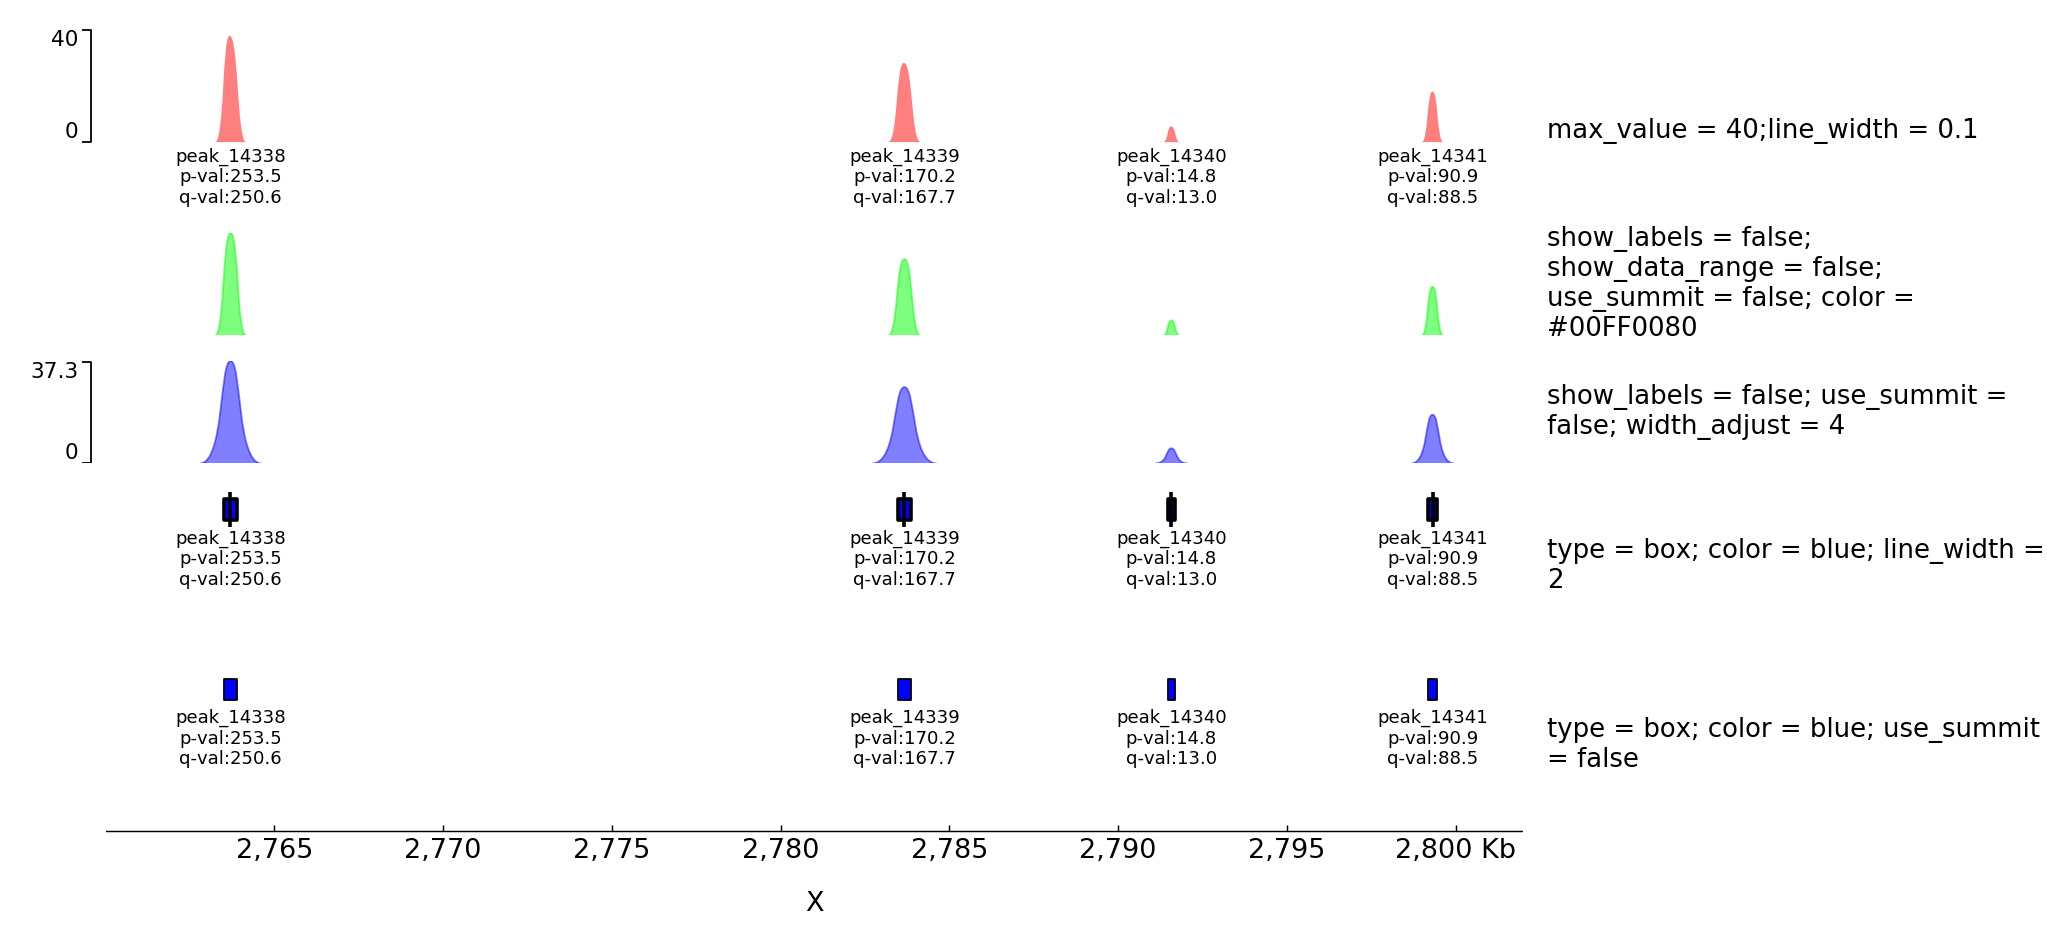 40
0
peak_14338
p-val:253.5
q-val:250.6
peak_14339
p-val:170.2
q-val:167.7
peak_14340
p-val:14.8
q-val:13.0
peak_14341
p-val:90.9
q-val:88.5
max_value = 40;line_width = 0.1
show_labels = false;
show_data_range = false;
use_summit = false; color =
#00FF0080
37.3
0
show_labels = false; use_summit =
false; width_adjust = 4
peak_14338
p-val:253.5
q-val:250.6
peak_14339
p-val:170.2
q-val:167.7
peak_14340
p-val:14.8
q-val:13.0
peak_14341
p-val:90.9
q-val:88.5
type = box; color = blue; line_width =
2
peak_14338
p-val:253.5
q-val:250.6
peak_14339
p-val:170.2
q-val:167.7
peak_14340
p-val:14.8
q-val:13.0
peak_14341
p-val:90.9
q-val:88.5
type = box; color = blue; use_summit
= false
2,765 2,770 2,775 2,780 2,785 2,790 2,795 2,800 Kb
X